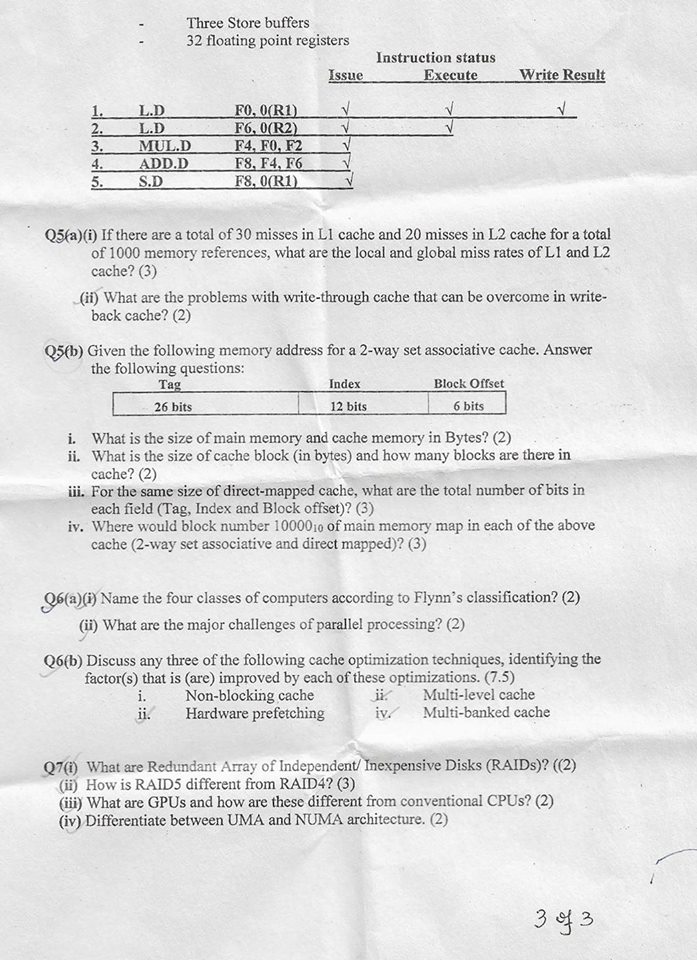 - Three Store buffers
- 32 floating point registers
Instruction status
Issue Execute Write Result
1. L.D F0, 0(R1) √ √ √
2. L.D F6, 0(R2) √ √
3. MUL.D F4, F0, F2 √
4. ADD.D F8, F4, F6 √
5. S.D F8, 0(R1) √
Q5(a)(i) If there are a total of 30 misses in L1 cache and 20 misses in L2 cache for a total
of 1000 memory references, what are the local and global miss rates of L1 and L2
cache? (3)
(ii) What are the problems with write-through cache that can be overcome in write-
back cache? (2)
Q5(b) Given the following memory address for a 2-way set associative cache. Answer
the following questions:
Tag Index Block Offset
26 bits 12 bits 6 bits
i. What is the size of main memory and cache memory in Bytes? (2)
ii. What is the size of cache block (in bytes) and how many blocks are there in
cache? (2)
iii. For the same size of direct-mapped cache, what are the total number of bits in
each field (Tag, Index and Block offset)? (3)
iv. Where would block number 10000₁₀ of main memory map in each of the above
cache (2-way set associative and direct mapped)? (3)
Q6(a)(i) Name the four classes of computers according to Flynn's classification? (2)
(ii) What are the major challenges of parallel processing? (2)
Q6(b) Discuss any three of the following cache optimization techniques, identifying the
factor(s) that is (are) improved by each of these optimizations. (7.5)
i. Non-blocking cache ii. Multi-level cache
ii. Hardware prefetching iv. Multi-banked cache
Q7(i) What are Redundant Array of Independent/ Inexpensive Disks (RAIDs)? ((2)
(ii) How is RAID5 different from RAID4? (3)
(iii) What are GPUs and how are these different from conventional CPUs? (2)
(iv) Differentiate between UMA and NUMA architecture. (2)
3 of 3